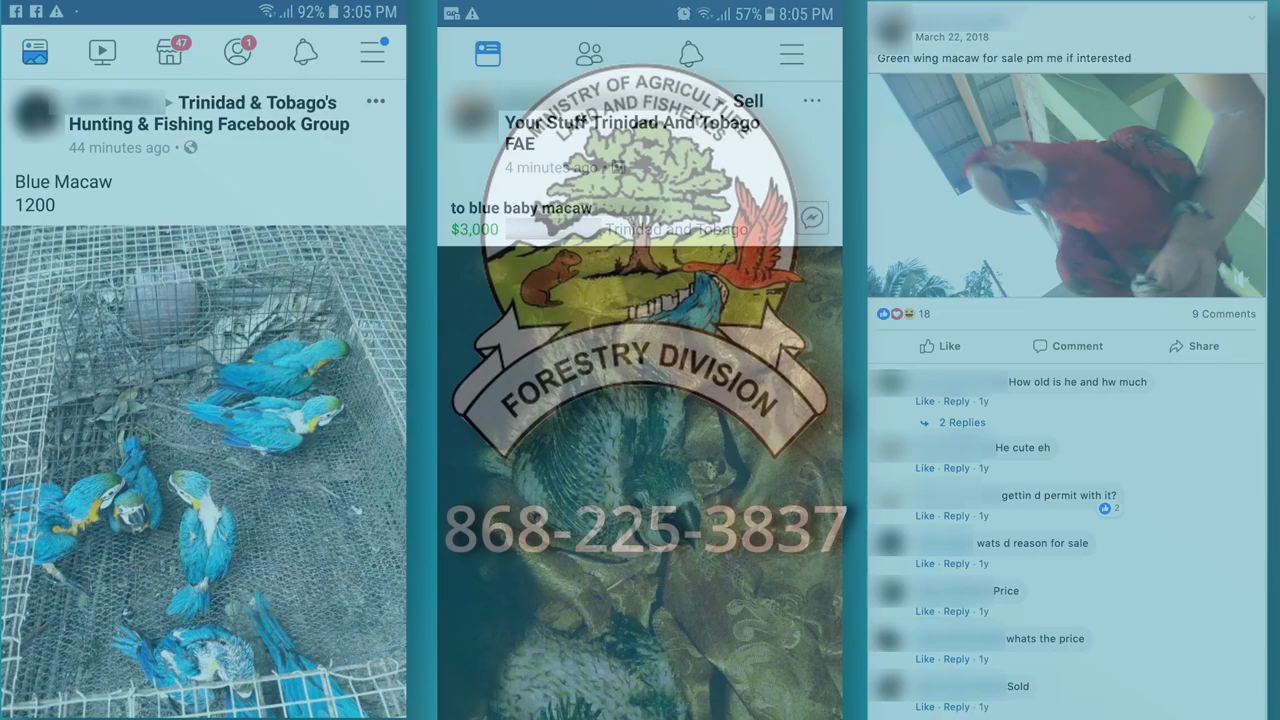 92% 3:05 PM
47
1
Trinidad & Tobago's
Hunting & Fishing Facebook Group
44 minutes ago
Blue Macaw
1200
57% 8:05 PM
Sell
Your Stuff Trinidad And Tobago
FAE
4 minutes ago
to blue baby macaw
$3,000 Trinidad and Tobago
MINISTRY OF AGRICULTURE
LAND AND FISHERIES
FORESTRY DIVISION
868-225-3837
March 22, 2018
Green wing macaw for sale pm me if interested
18 9 Comments
Like Comment Share
How old is he and hw much
Like · Reply · 1y
2 Replies
He cute eh
Like · Reply · 1y
gettin d permit with it?
2
Like · Reply · 1y
wats d reason for sale
Like · Reply · 1y
Price
Like · Reply · 1y
whats the price
Like · Reply · 1y
Sold
Like · Reply · 1y